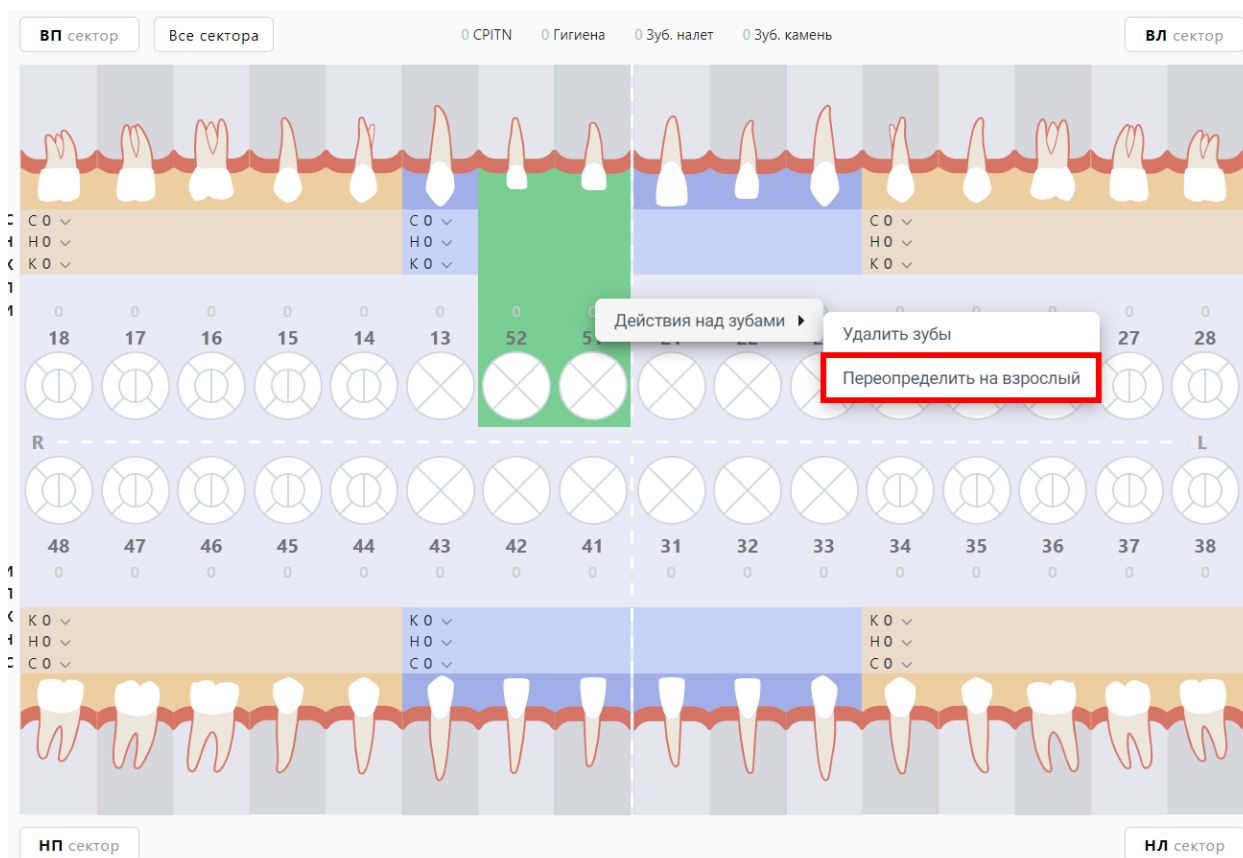 ВП сектор Все сектора 0 CPITN 0 Гигиена 0 Зуб. налет 0 Зуб. камень ВЛ сектор
С 0 С 0 С 0
Н 0 Н 0 Н 0
К 0 К 0 К 0
0 0 0 0 0 0 0 0 0
18 17 16 15 14 13 52 51 27 28
Действия над зубами
Удалить зубы
Переопределить на взрослый
R L
48 47 46 45 44 43 42 41 31 32 33 34 35 36 37 38
0 0 0 0 0 0 0 0 0 0 0 0 0 0 0 0
К 0 К 0 К 0
Н 0 Н 0 Н 0
С 0 С 0 С 0
НП сектор НЛ сектор